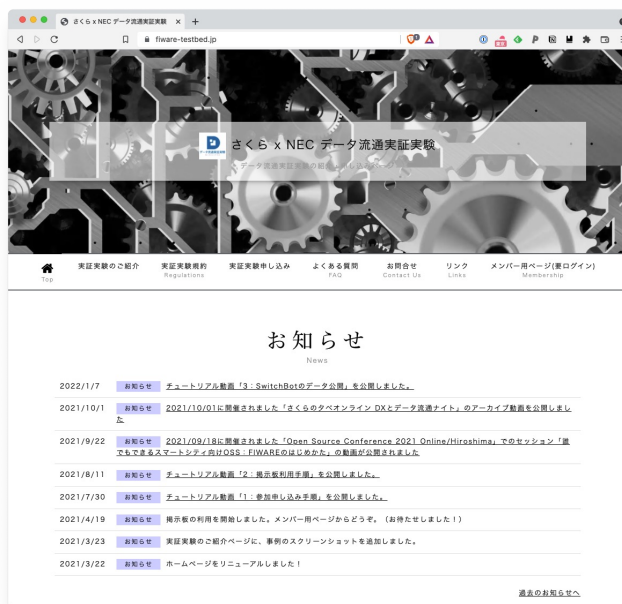 さくら x NEC データ流通実証実験
fiware-testbed.jp
さくら x NEC データ流通実証実験
Top
実証実験のご紹介
実証実験規約
Regulations
実証実験申し込み
よくある質問
FAQ
お問合せ
Contact Us
リンク
Links
メンバー用ページ(要ログイン)
Membership
お知らせ
News
2022/1/7 お知らせ チュートリアル動画「3：SwitchBotのデータ公開」を公開しました。
2021/10/1 お知らせ 2021/10/01に開催されました「さくらの夕べオンライン DXとデータ流通ナイト」のアーカイブ動画を公開しまし
た
2021/9/22 お知らせ 2021/09/18に開催されました「Open Source Conference 2021 Online/Hiroshima」でのセッション「誰
でもできるスマートシティ向けOSS：FIWAREのはじめかた」の動画が公開されました
2021/8/11 お知らせ チュートリアル動画「2：掲示板利用手順」を公開しました。
2021/7/30 お知らせ チュートリアル動画「1：参加申し込み手順」を公開しました。
2021/4/19 お知らせ 掲示板の利用を開始しました。メンバー用ページからどうぞ。（お待たせしました！）
2021/3/23 お知らせ 実証実験のご紹介ページに、事例のスクリーンショットを追加しました。
2021/3/22 お知らせ ホームページをリニューアルしました！
過去のお知らせへ